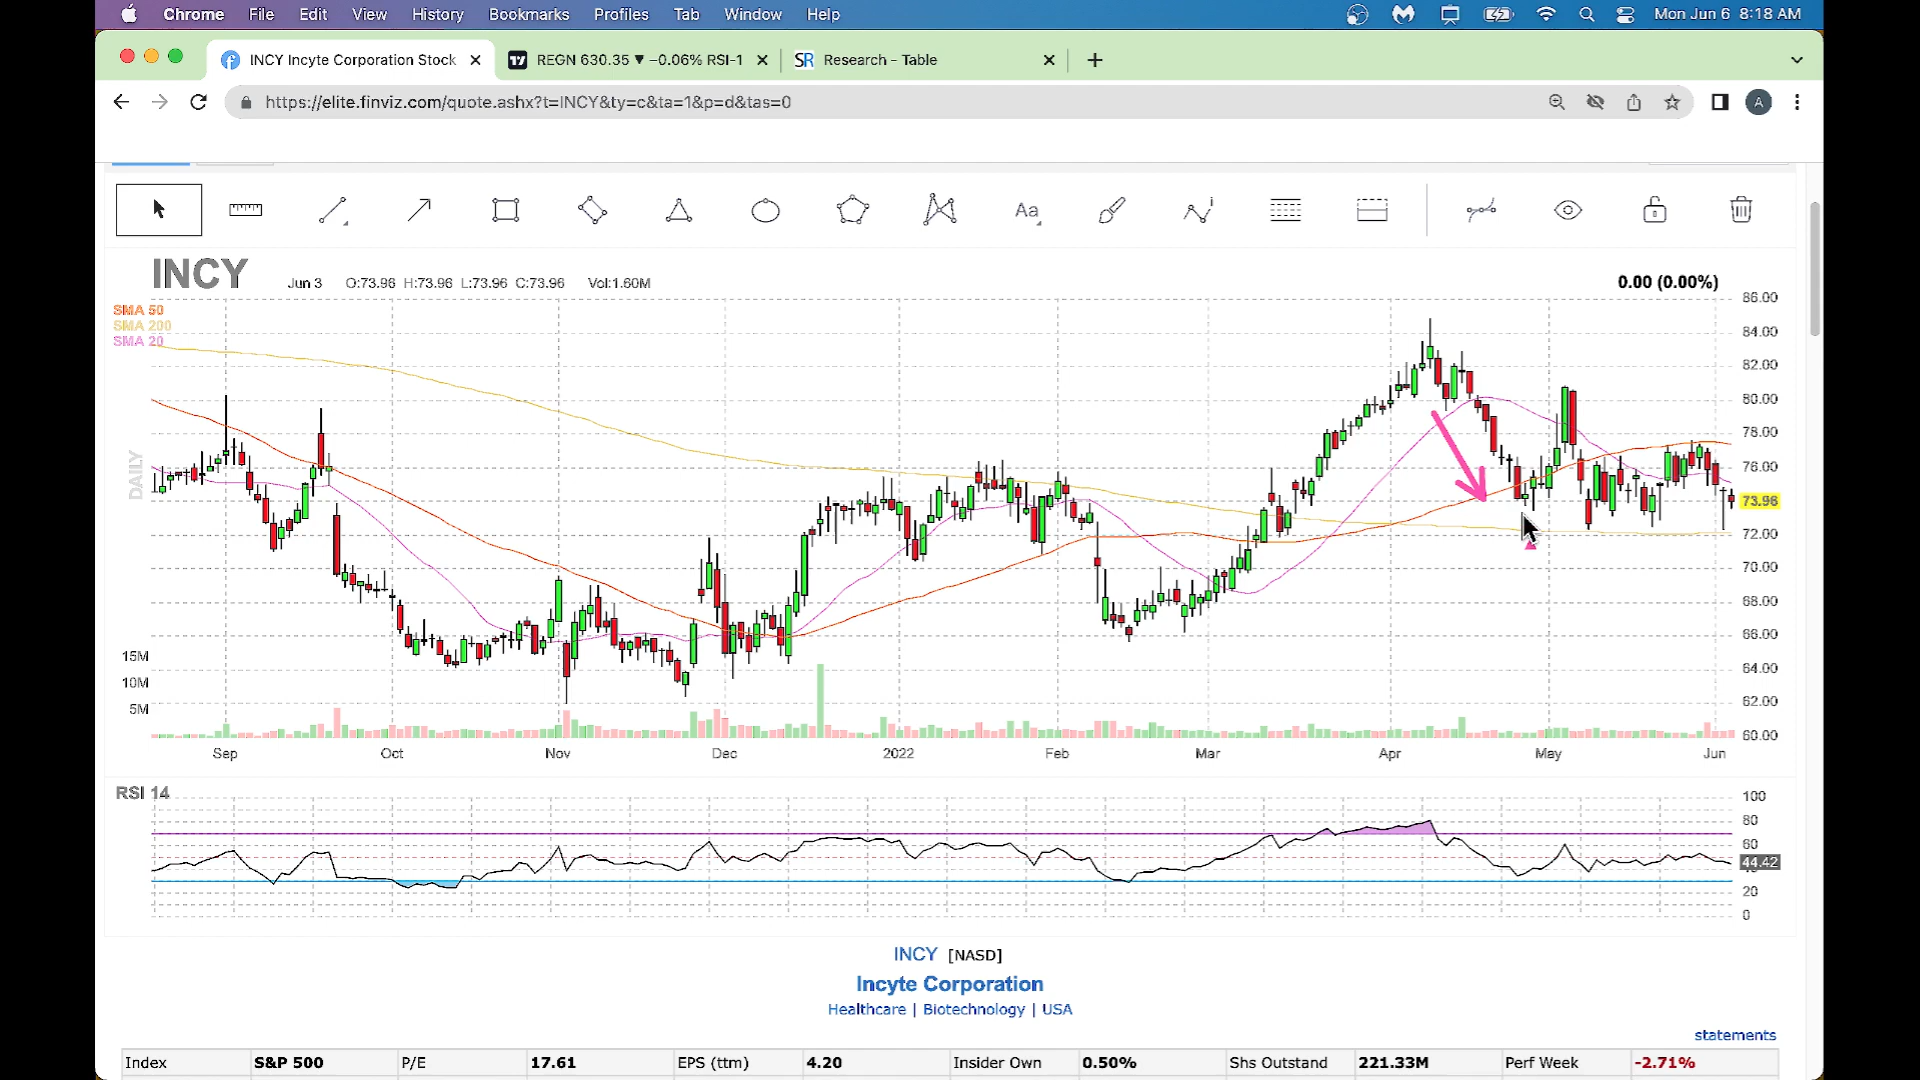 Chrome File Edit View History Bookmarks Profiles Tab Window Help Mon Jun 6 8:18 AM
INCY Incyte Corporation Stock REGN 630.35 ▼ −0.06% RSI-1 Research - Table
https://elite.finviz.com/quote.ashx?t=INCY&ty=c&ta=1&p=d&tas=0 A
Aa
INCY Jun 3 O:73.96 H:73.96 L:73.96 C:73.96 Vol:1.60M 0.00 (0.00%)
SMA 50
SMA 200
SMA 20
DAILY
86.00
84.00
82.00
80.00
78.00
76.00
73.96
72.00
70.00
68.00
66.00
64.00
62.00
60.00
15M
10M
5M
Sep Oct Nov Dec 2022 Feb Mar Apr May Jun
RSI 14
100
80
60
44.42
20
0
INCY [NASD]
Incyte Corporation
Healthcare | Biotechnology | USA
statements
Index S&P 500 P/E 17.61 EPS (ttm) 4.20 Insider Own 0.50% Shs Outstand 221.33M Perf Week -2.71%